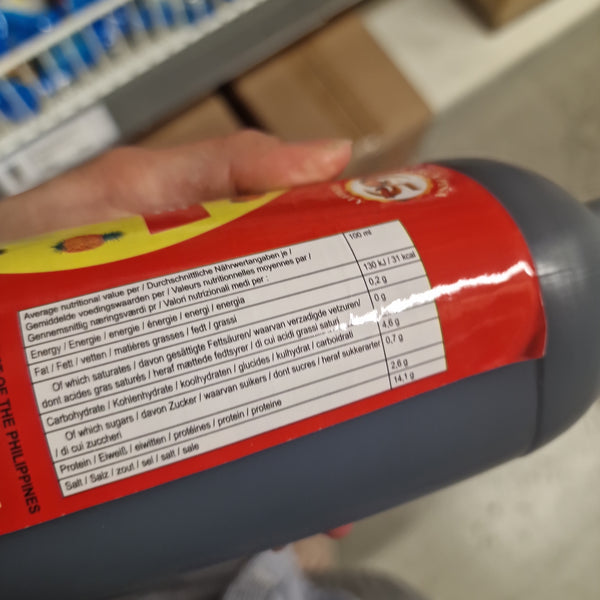 Average nutritional value per / Durchschnittliche Nährwertangaben je /
Gemiddelde voedingswaarden per / Valeurs nutritionnelles moyennes par /
Gennemsnitlig næringsværdi pr / Valori nutrizionali medi per :
100 ml
Energy / Energie / energie / énergie / energi / energia
130 kJ / 31 kcal
Fat / Fett / vetten / matières grasses / fedt / grassi
0,2 g
Of which saturates / davon gesättigte Fettsäuren/ waarvan verzadigde vetzuren/
dont acides gras saturés / heraf mættede fedtsyrer / di cui acidi grassi saturi
0 g
Carbohydrate / Kohlenhydrate / koolhydraten / glucides / kulhydrat / carboidrati
4,6 g
Of which sugars / davon Zucker / waarvan suikers / dont sucres / heraf sukkerarter
/ di cui zuccheri
0,7 g
Protein / Eiweiß / eiwitten / protéines / protein / proteine
2,6 g
Salt / Salz / zout / sel / salt / sale
14,1 g
OF THE PHILIPPINES